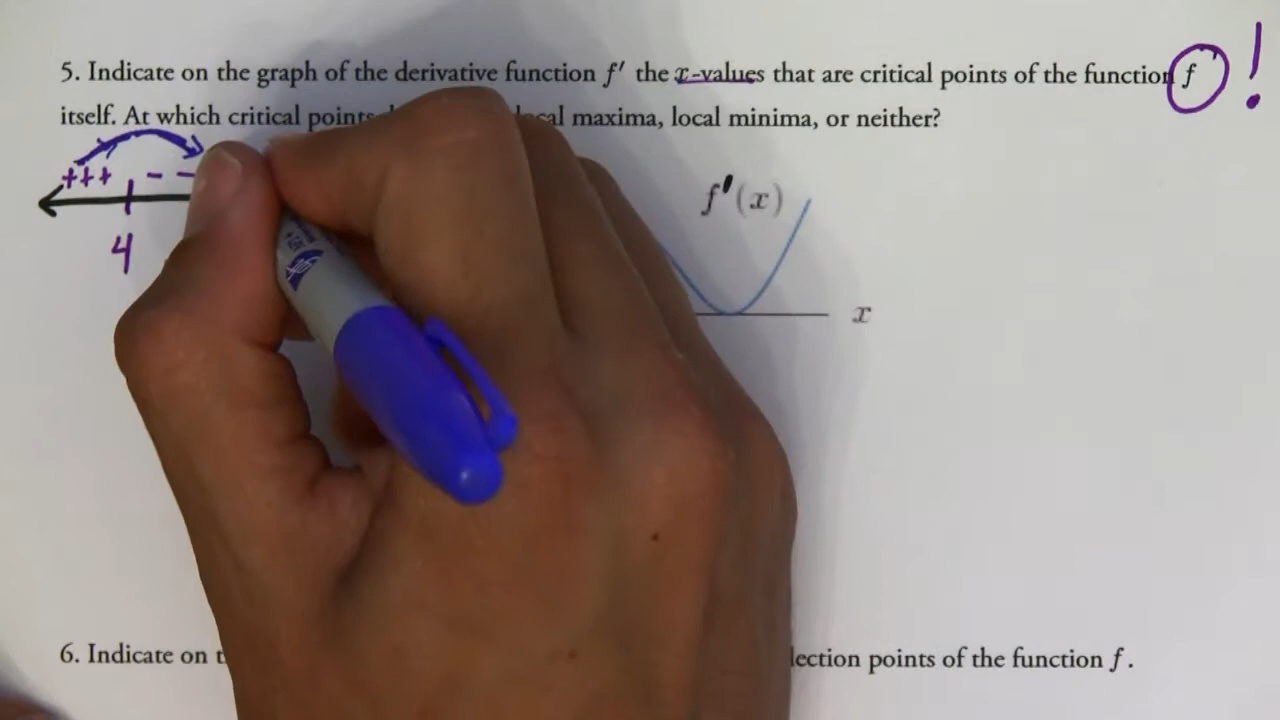 5. Indicate on the graph of the derivative function f′ the x-values that are critical points of the function f !
itself. At which critical points local maxima, local minima, or neither?
+++ - -
4
f'(x)
x
6. Indicate on lection points of the function f.